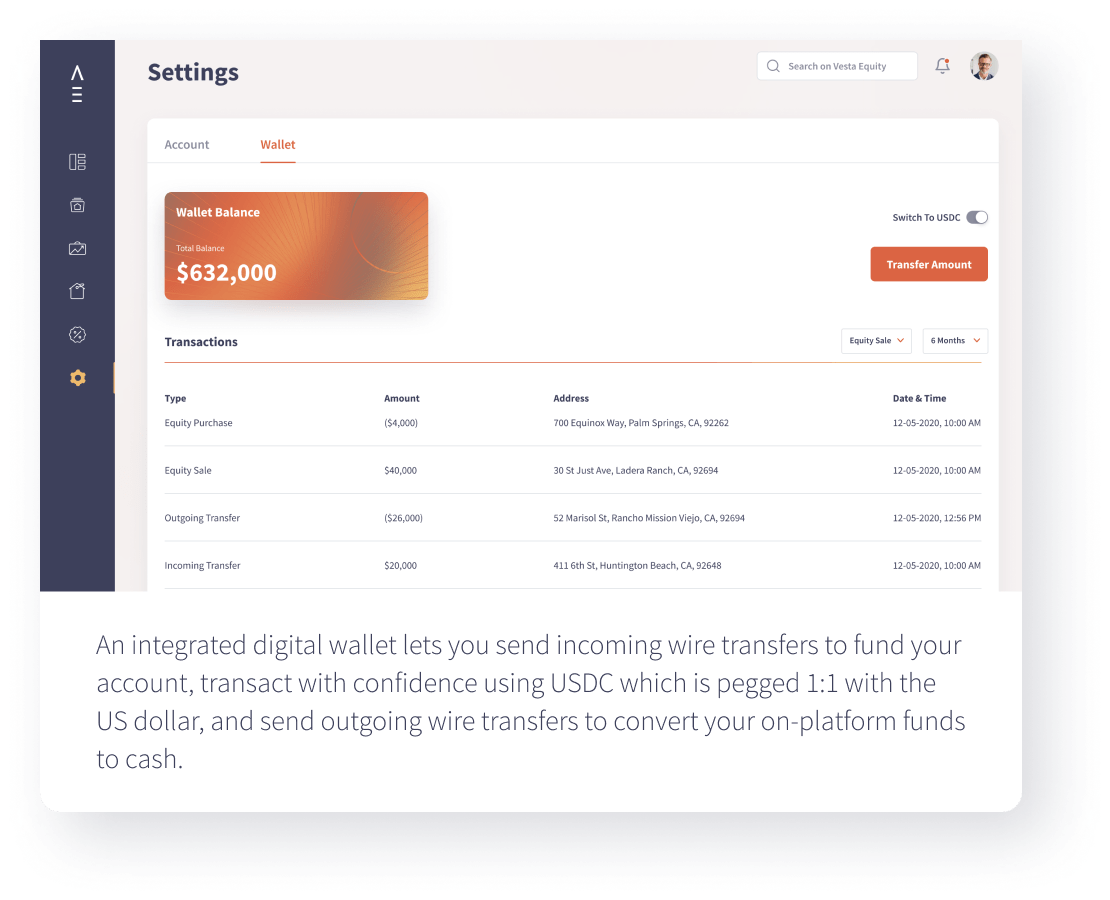 Settings
Search on Vesta Equity
Account Wallet
Wallet Balance
Switch To USDC
Total Balance
$632,000
Transfer Amount
Transactions
Equity Sale
6 Months
Type Amount Address Date & Time
Equity Purchase ($4,000) 700 Equinox Way, Palm Springs, CA, 92262 12-05-2020, 10:00 AM
Equity Sale $40,000 30 St Just Ave, Ladera Ranch, CA, 92694 12-05-2020, 10:00 AM
Outgoing Transfer ($26,000) 52 Marisol St, Rancho Mission Viejo, CA, 92694 12-05-2020, 12:56 PM
Incoming Transfer $20,000 411 6th St, Huntington Beach, CA, 92648 12-05-2020, 10:00 AM
An integrated digital wallet lets you send incoming wire transfers to fund your
account, transact with confidence using USDC which is pegged 1:1 with the
US dollar, and send outgoing wire transfers to convert your on-platform funds
to cash.